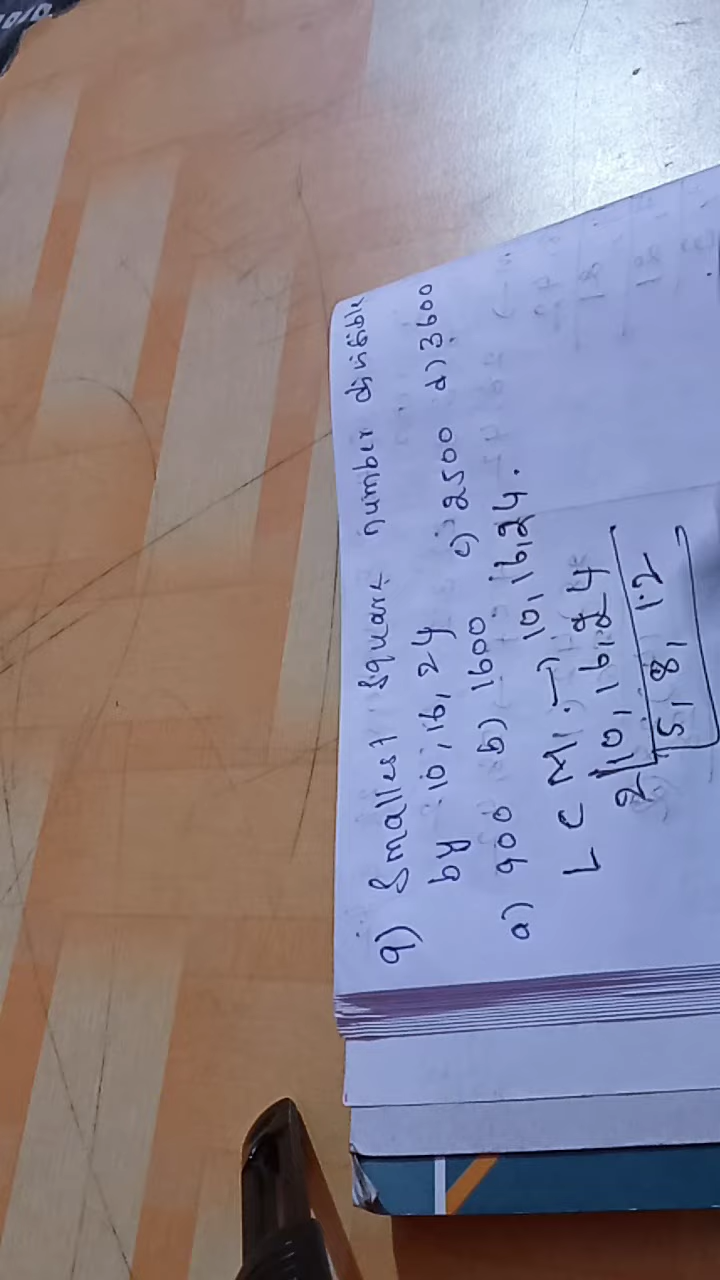 9) Smallest square number divisible
by 10, 16, 24
a) 900 b) 1600 c) 2500 d) 3600
LCM :-> 10, 16, 24.
2|10, 16, 24
5, 8, 12